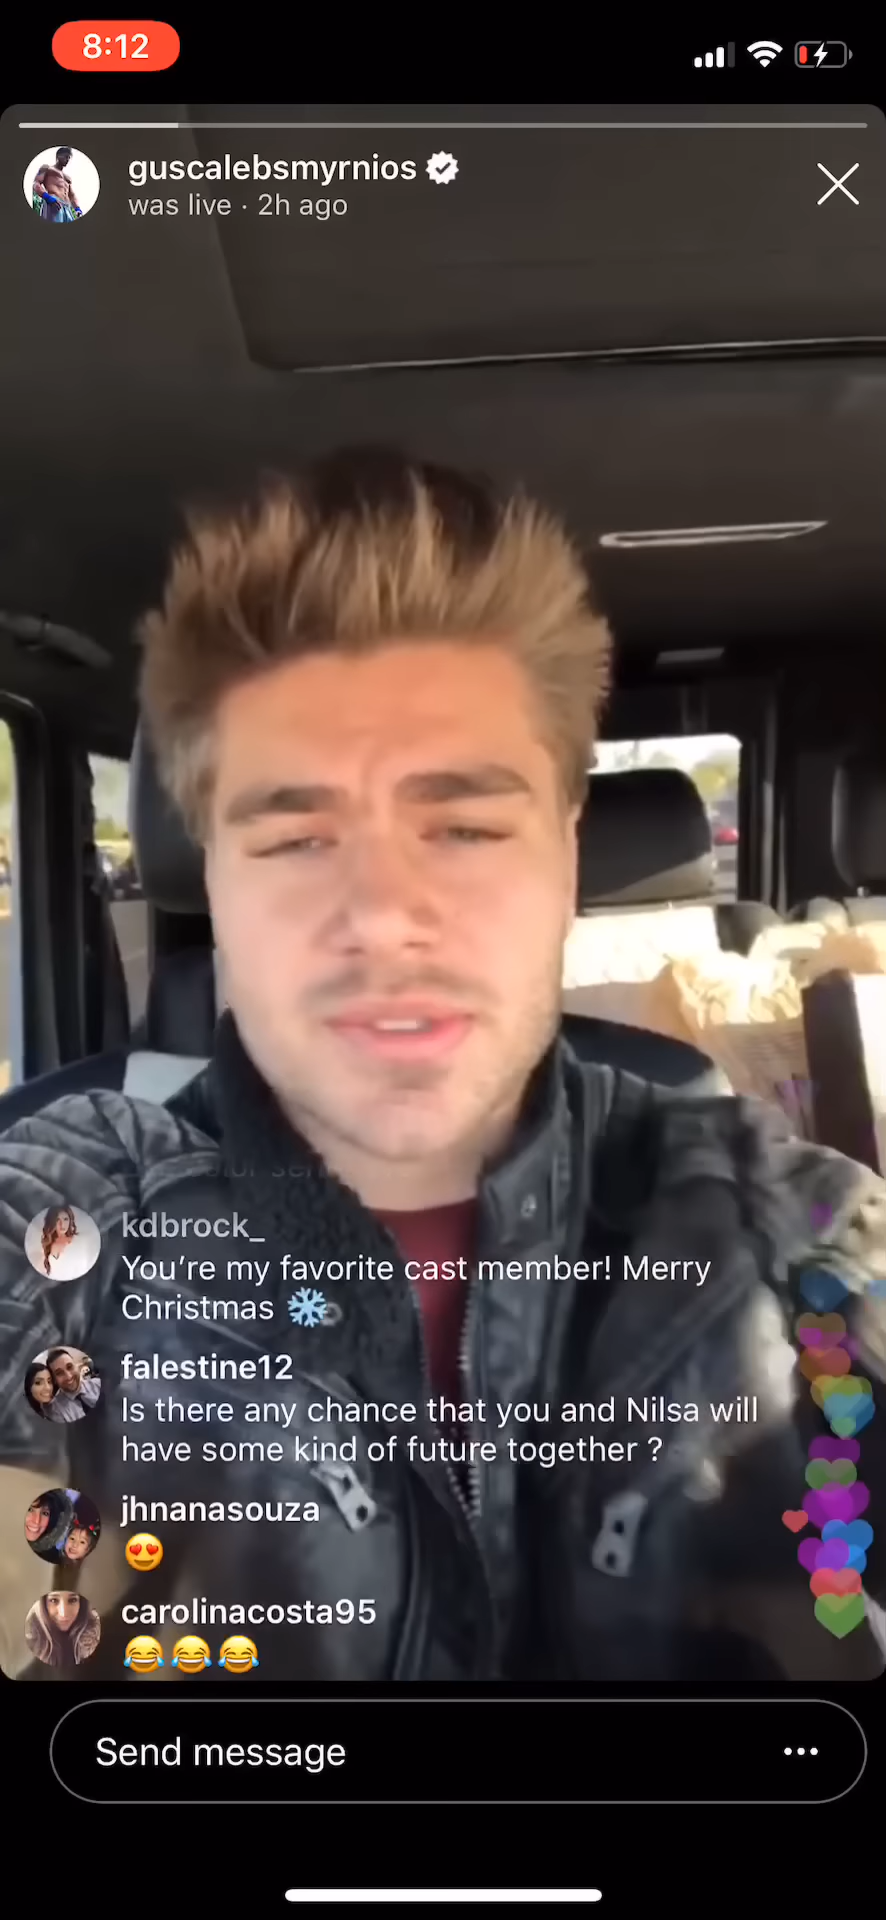 8:12
guscalebsmyrnios
was live · 2h ago
kdbrock_
You're my favorite cast member! Merry
Christmas ❄️
falestine12
Is there any chance that you and Nilsa will
have some kind of future together ?
jhnanasouza
😍
carolinacosta95
😂😂😂
Send message